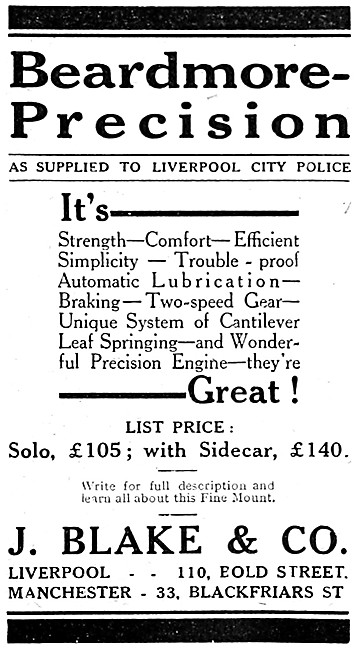 Beardmore-
Precision
AS SUPPLIED TO LIVERPOOL CITY POLICE
It's
Strength—Comfort—Efficient
Simplicity — Trouble - proof
Automatic Lubrication—
Braking—Two-speed Gear—
Unique System of Cantilever
Leaf Springing—and Wonder-
ful Precision Engine—they're
Great !
LIST PRICE :
Solo, £105; with Sidecar, £140.
Write for full description and
learn all about this Fine Mount.
J. BLAKE & CO.
LIVERPOOL - - 110, EOLD STREET.
MANCHESTER - 33, BLACKFRIARS ST